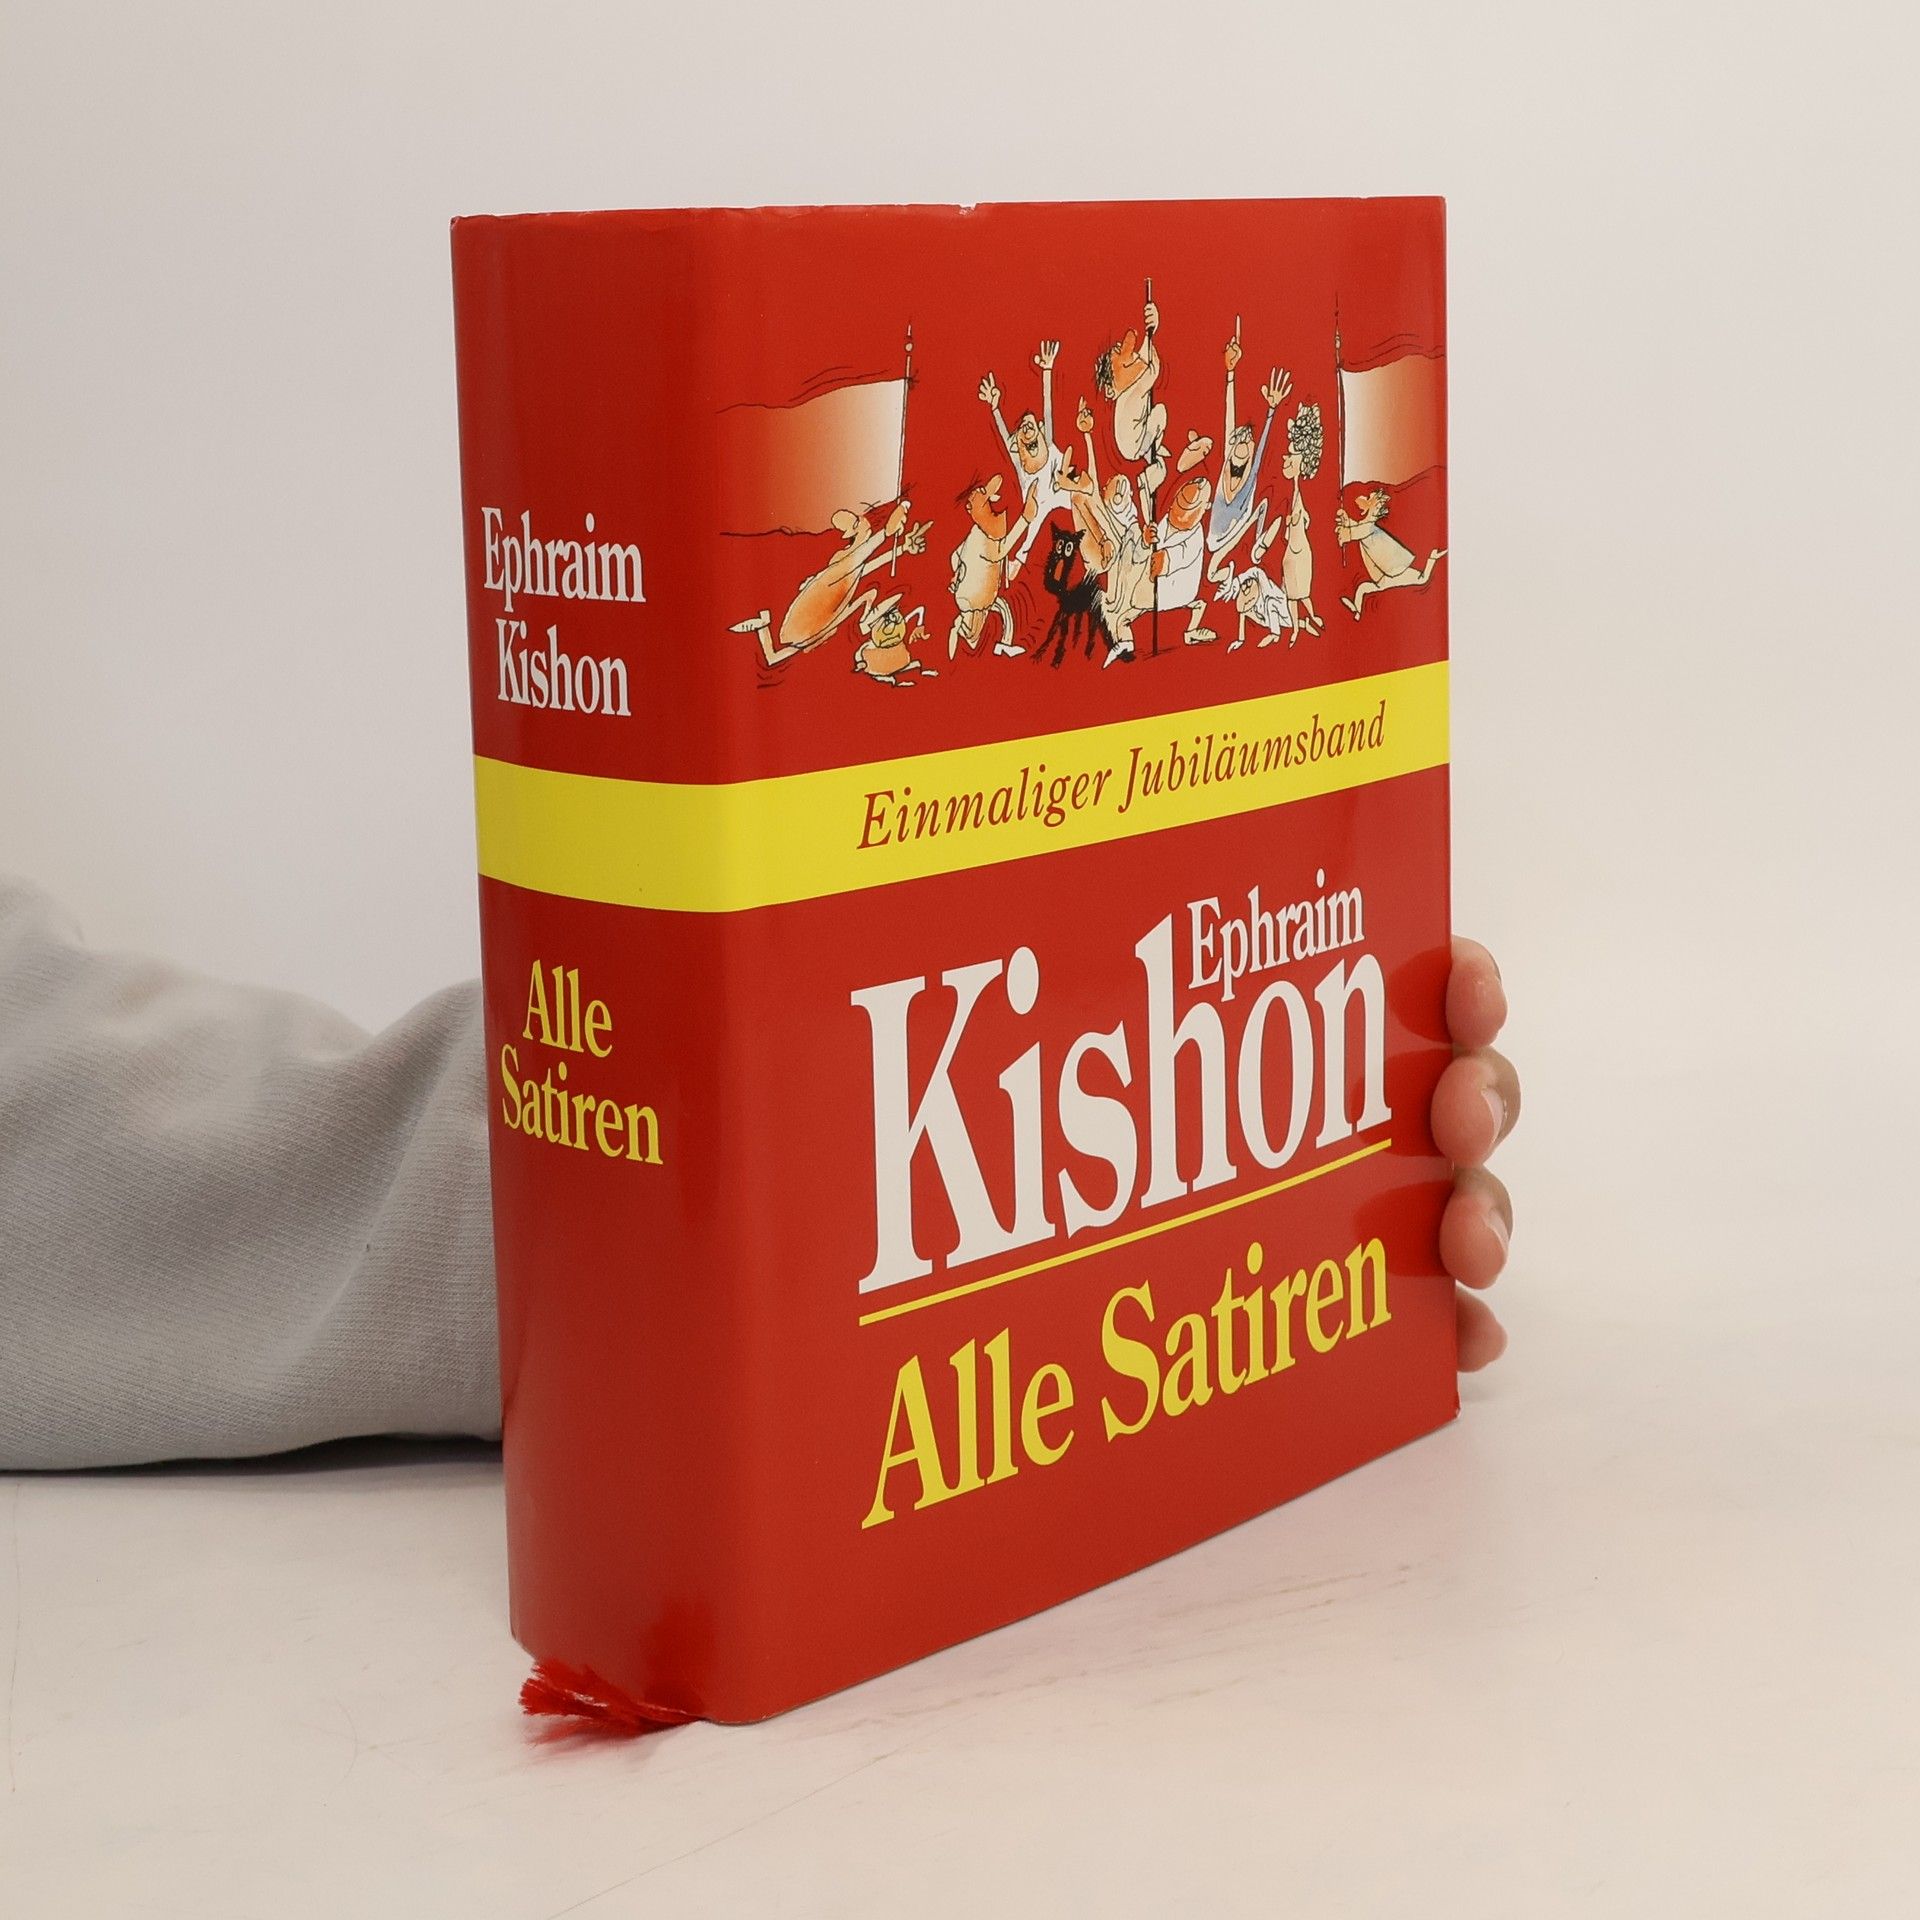 Ephraim
Kishon
Alle
Satiren
Einmaliger Jubiläumsband
Ephraim
Kishon
Alle Satiren